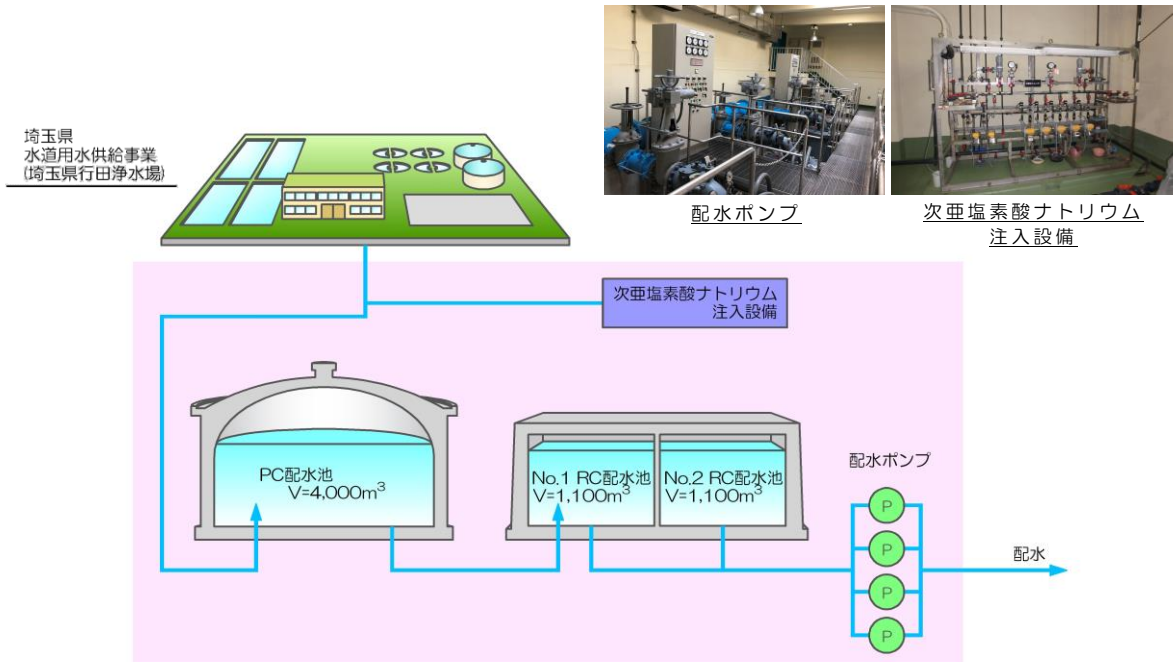 埼玉県
水道用水供給事業
(埼玉県行田浄水場)
配水ポンプ
次亜塩素酸ナトリウム
注入設備
次亜塩素酸ナトリウム
注入設備
PC配水池
V=4,000m³
No.1 RC配水池
V=1,100m³
No.2 RC配水池
V=1,100m³
配水ポンプ
P
P
P
P
配水